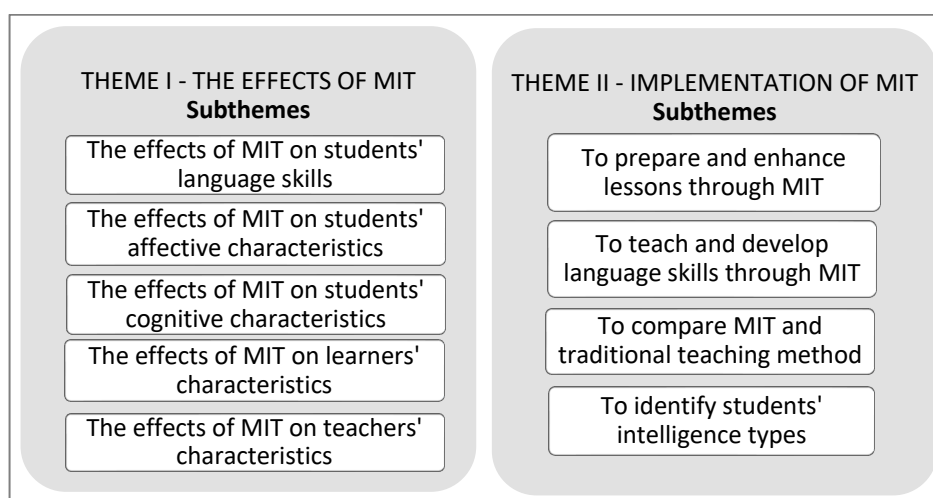 THEME I - THE EFFECTS OF MIT
Subthemes
The effects of MIT on students'
language skills
The effects of MIT on students'
affective characteristics
The effects of MIT on students'
cognitive characteristics
The effects of MIT on learners'
characteristics
The effects of MIT on teachers'
characteristics
THEME II - IMPLEMENTATION OF MIT
Subthemes
To prepare and enhance
lessons through MIT
To teach and develop
language skills through MIT
To compare MIT and
traditional teaching method
To identify students'
intelligence types